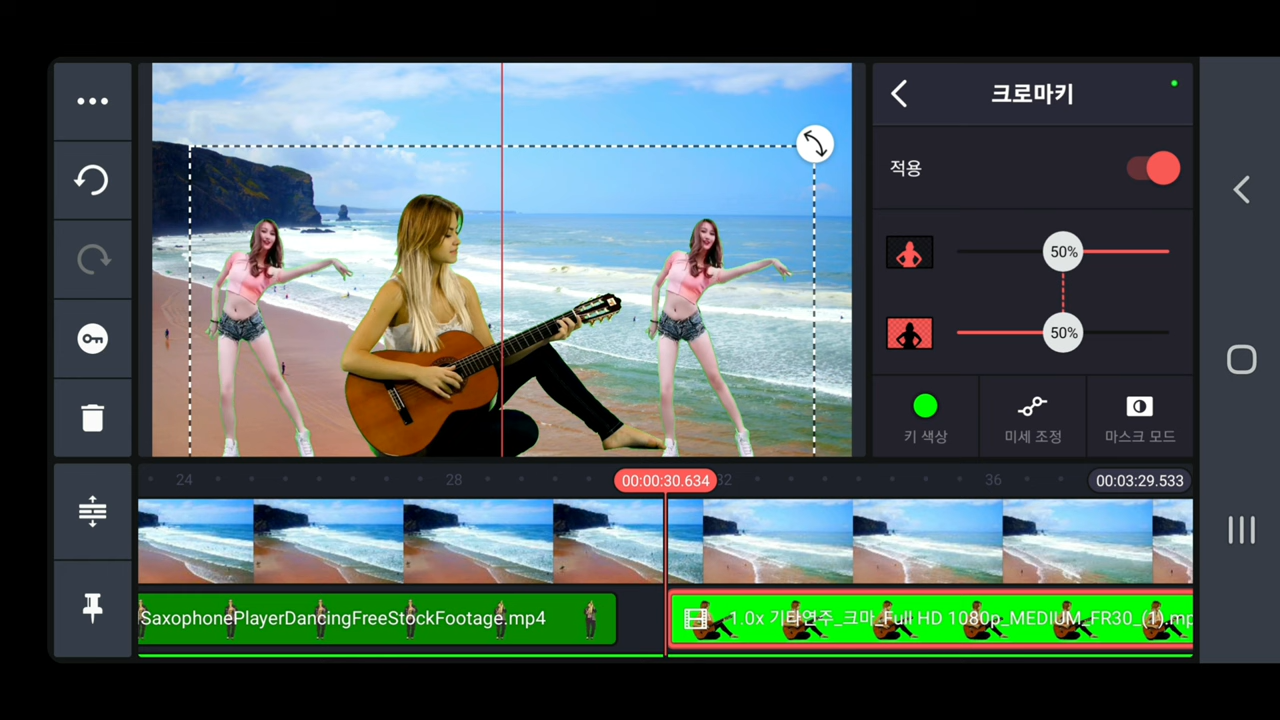 크로마키
적용
50%
50%
키 색상
미세 조정
마스크 모드
24
28
00:00:30.634
32
36
00:03:29.533
SaxophonePlayerDancingFreeStockFootage.mp4
1.0x 기타연주_크마_Full HD 1080p_MEDIUM_FR30_(1).mp